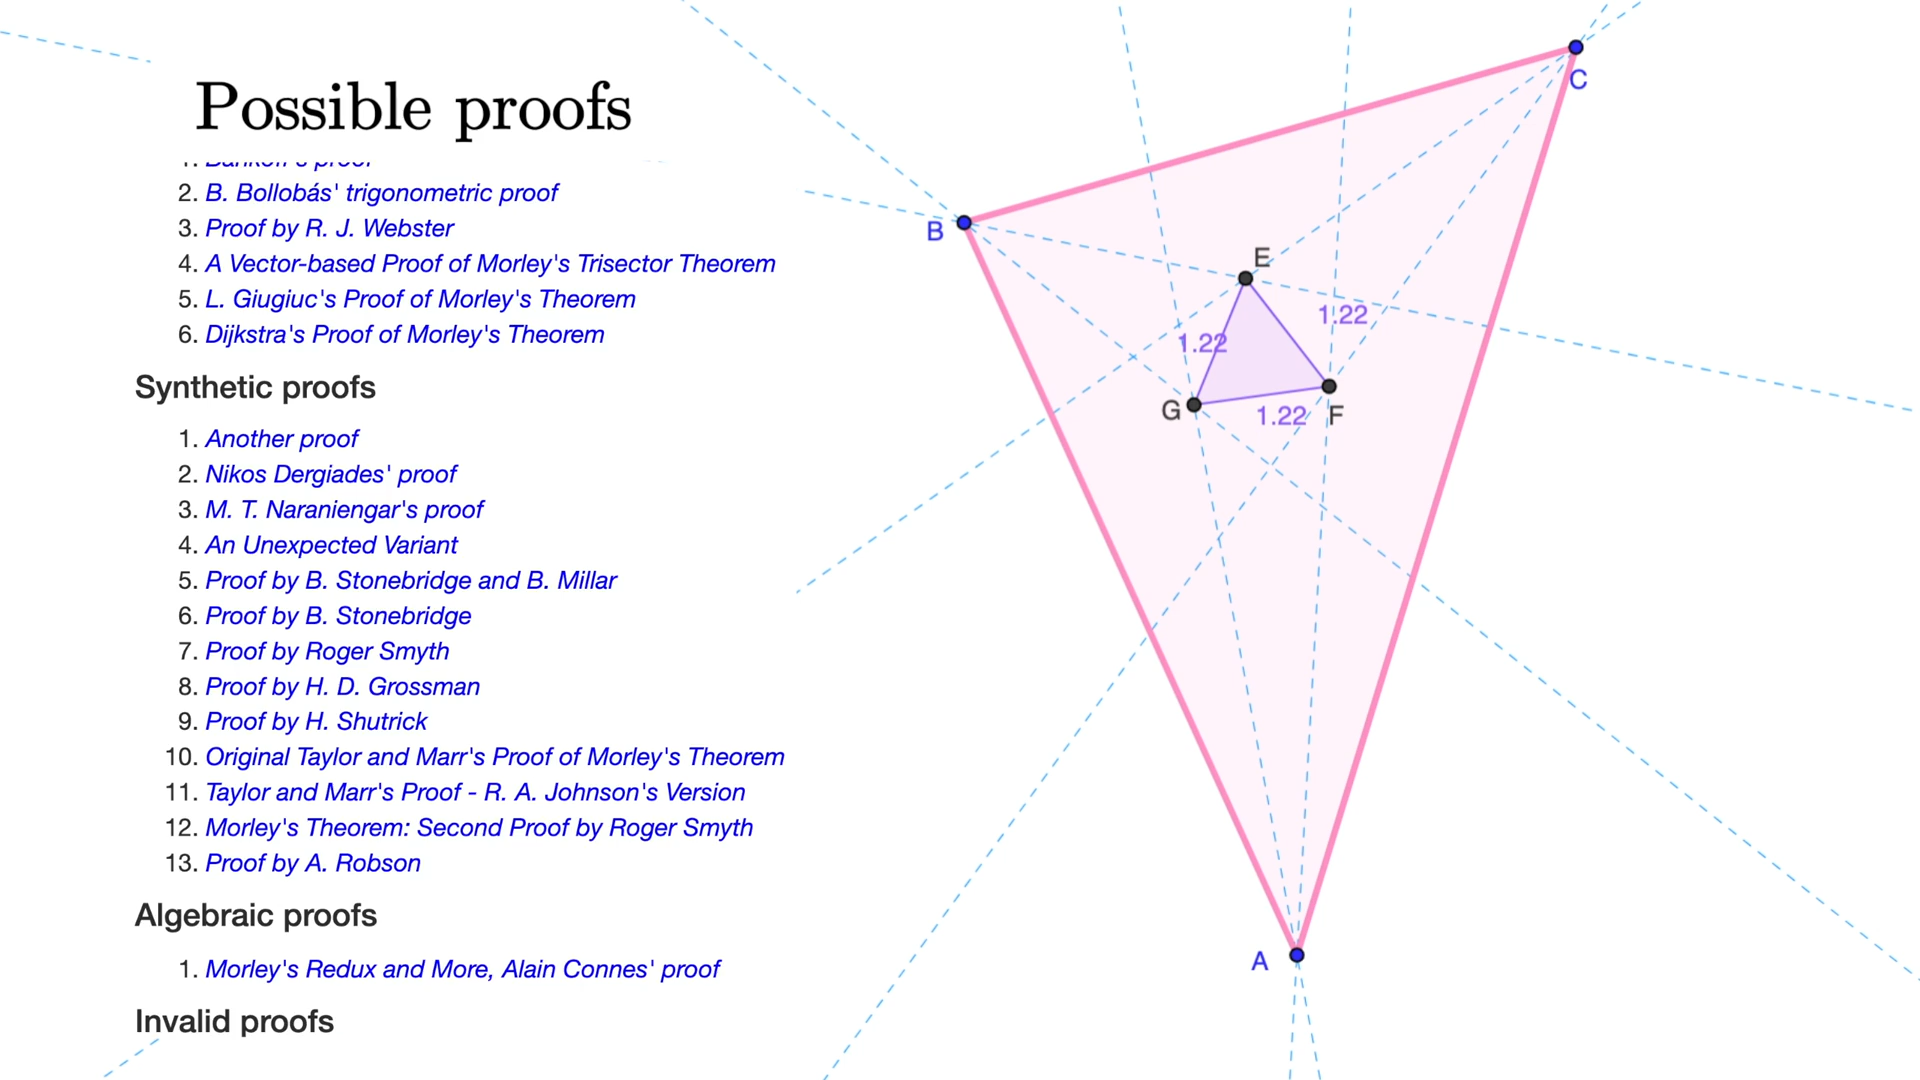 Possible proofs
2. B. Bollobás' trigonometric proof
3. Proof by R. J. Webster
4. A Vector-based Proof of Morley's Trisector Theorem
5. L. Giugiuc's Proof of Morley's Theorem
6. Dijkstra's Proof of Morley's Theorem
Synthetic proofs
1. Another proof
2. Nikos Dergiades' proof
3. M. T. Naraniengar's proof
4. An Unexpected Variant
5. Proof by B. Stonebridge and B. Millar
6. Proof by B. Stonebridge
7. Proof by Roger Smyth
8. Proof by H. D. Grossman
9. Proof by H. Shutrick
10. Original Taylor and Marr's Proof of Morley's Theorem
11. Taylor and Marr's Proof - R. A. Johnson's Version
12. Morley's Theorem: Second Proof by Roger Smyth
13. Proof by A. Robson
Algebraic proofs
1. Morley's Redux and More, Alain Connes' proof
Invalid proofs
C
B
E
1.22
1.22
G
1.22
F
A